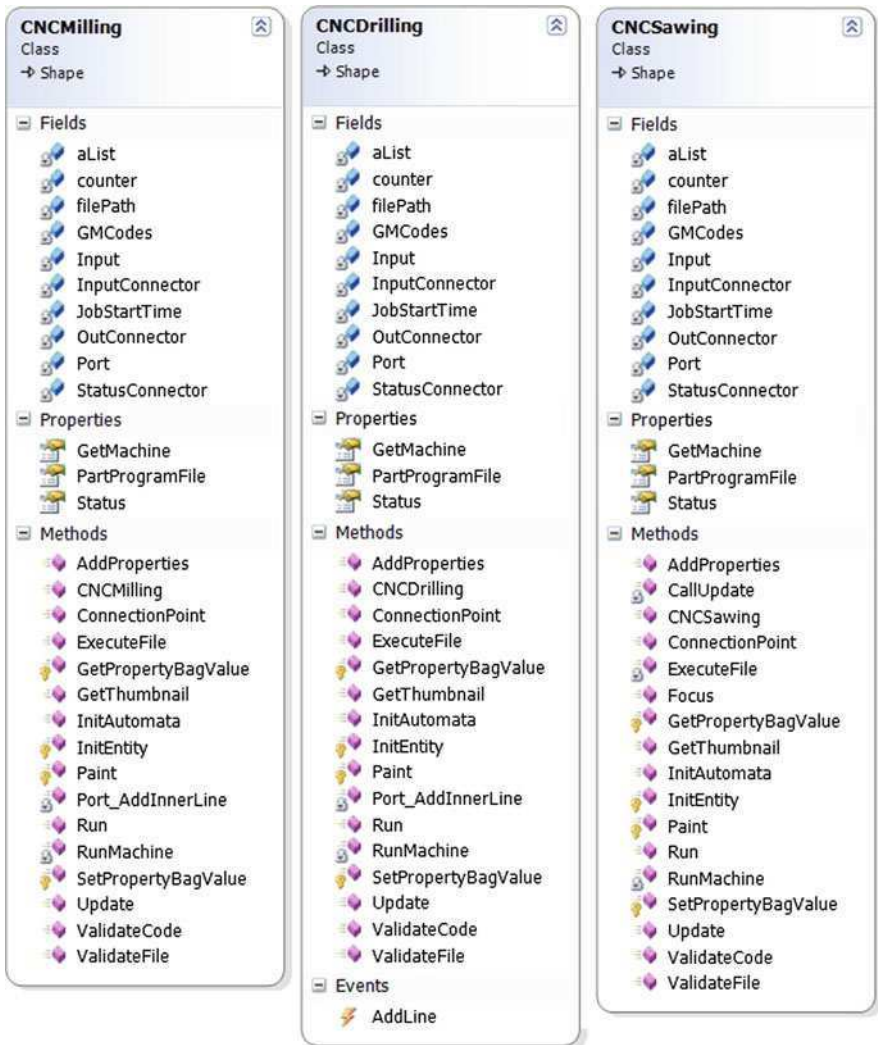 CNCMilling
Class
Shape
Fields
aList
counter
filePath
GMCodes
Input
InputConnector
JobStartTime
OutConnector
Port
StatusConnector
Properties
GetMachine
PartProgramFile
Status
Methods
AddProperties
CNCMilling
ConnectionPoint
ExecuteFile
GetPropertyBagValue
GetThumbnail
InitAutomata
InitEntity
Paint
Port_AddInnerLine
Run
RunMachine
SetPropertyBagValue
Update
ValidateCode
ValidateFile
CNCDrilling
Class
Shape
Fields
aList
counter
filePath
GMCodes
Input
InputConnector
JobStartTime
OutConnector
Port
StatusConnector
Properties
GetMachine
PartProgramFile
Status
Methods
AddProperties
CNCDrilling
ConnectionPoint
ExecuteFile
GetPropertyBagValue
GetThumbnail
InitAutomata
InitEntity
Paint
Port_AddInnerLine
Run
RunMachine
SetPropertyBagValue
Update
ValidateCode
ValidateFile
Events
AddLine
CNCSawing
Class
Shape
Fields
aList
counter
filePath
GMCodes
Input
InputConnector
JobStartTime
OutConnector
Port
StatusConnector
Properties
GetMachine
PartProgramFile
Status
Methods
AddProperties
CallUpdate
CNCSawing
ConnectionPoint
ExecuteFile
Focus
GetPropertyBagValue
GetThumbnail
InitAutomata
InitEntity
Paint
Run
RunMachine
SetPropertyBagValue
Update
ValidateCode
ValidateFile